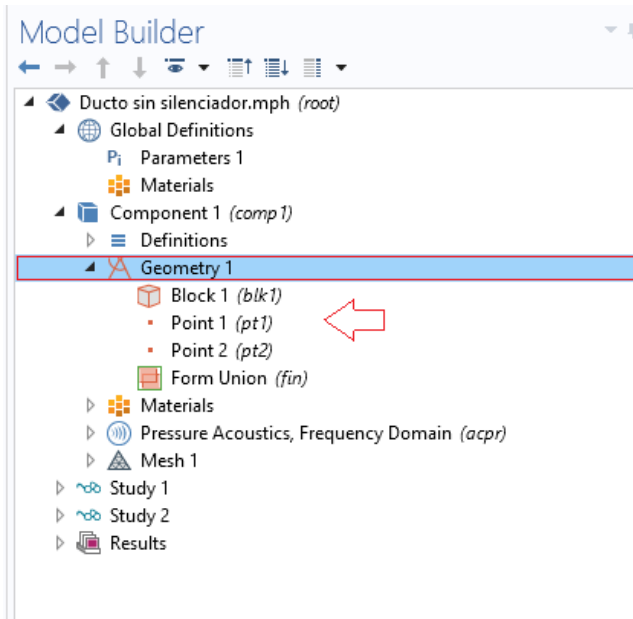 Model Builder
Ducto sin silenciador.mph (root)
Global Definitions
Pi Parameters 1
Materials
Component 1 (comp1)
Definitions
Geometry 1
Block 1 (blk1)
Point 1 (pt1)
Point 2 (pt2)
Form Union (fin)
Materials
Pressure Acoustics, Frequency Domain (acpr)
Mesh 1
Study 1
Study 2
Results